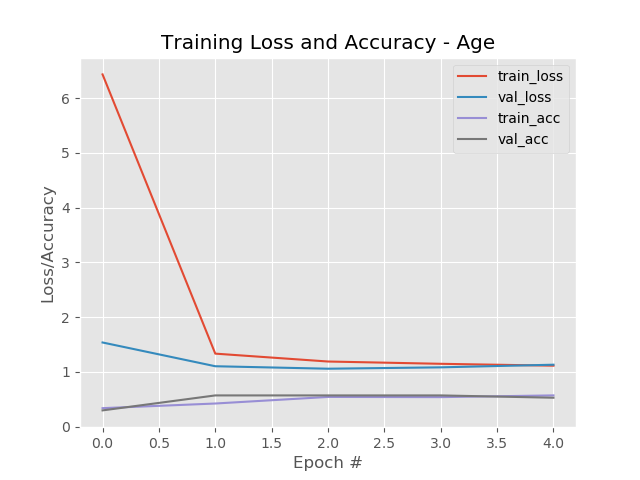 Training Loss and Accuracy - Age
train_loss
val_loss
train_acc
val_acc
6
5
4
3
2
1
0
Loss/Accuracy
0.0 0.5 1.0 1.5 2.0 2.5 3.0 3.5 4.0
Epoch #